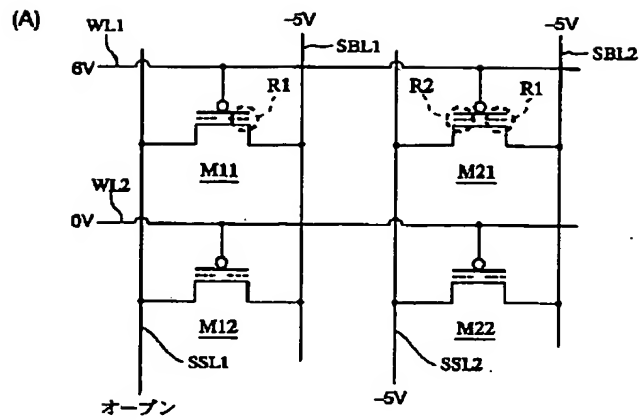 (A)
-5V
-5V
WL1
SBL1
SBL2
6V
R1
R2
R1
M11
M21
WL2
0V
M12
M22
SSL1
SSL2
オープン
-5V